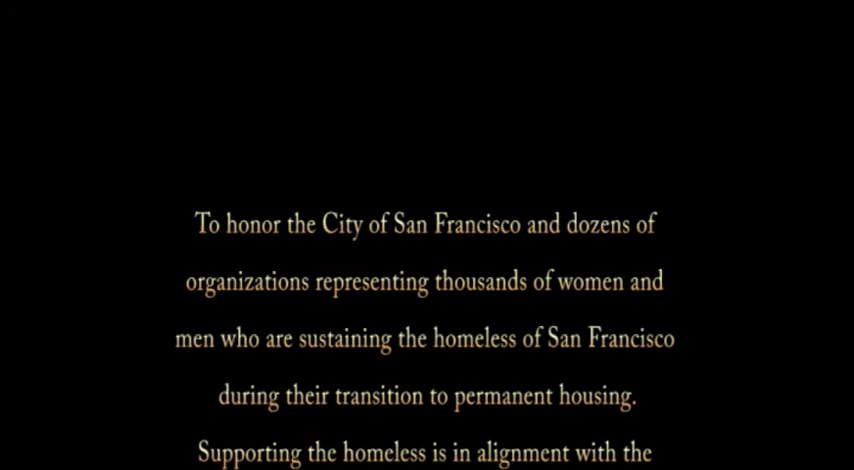 To honor the City of San Francisco and dozens of
organizations representing thousands of women and
men who are sustaining the homeless of San Francisco
during their transition to permanent housing.
Supporting the homeless is in alignment with the